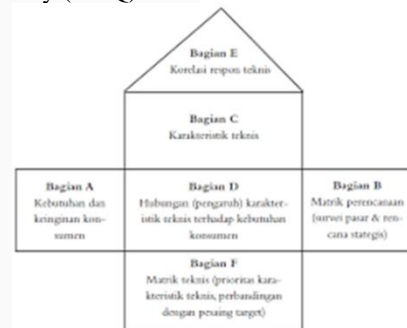 Bagian E
Korelasi respon teknis
Bagian C
Karakteristik teknis
Bagian A
Kebutuhan dan
keinginan kon-
sumen
Bagian D
Hubungan (pengaruh) karakter-
istik teknis terhadap kebutuhan
konsumen
Bagian B
Matrik perencanaan
(survei pasar & ren-
cana stategis)
Bagian F
Matrik teknis (prioritas kara-
kteristik teknis, perbandingan
dengan pesaing target)